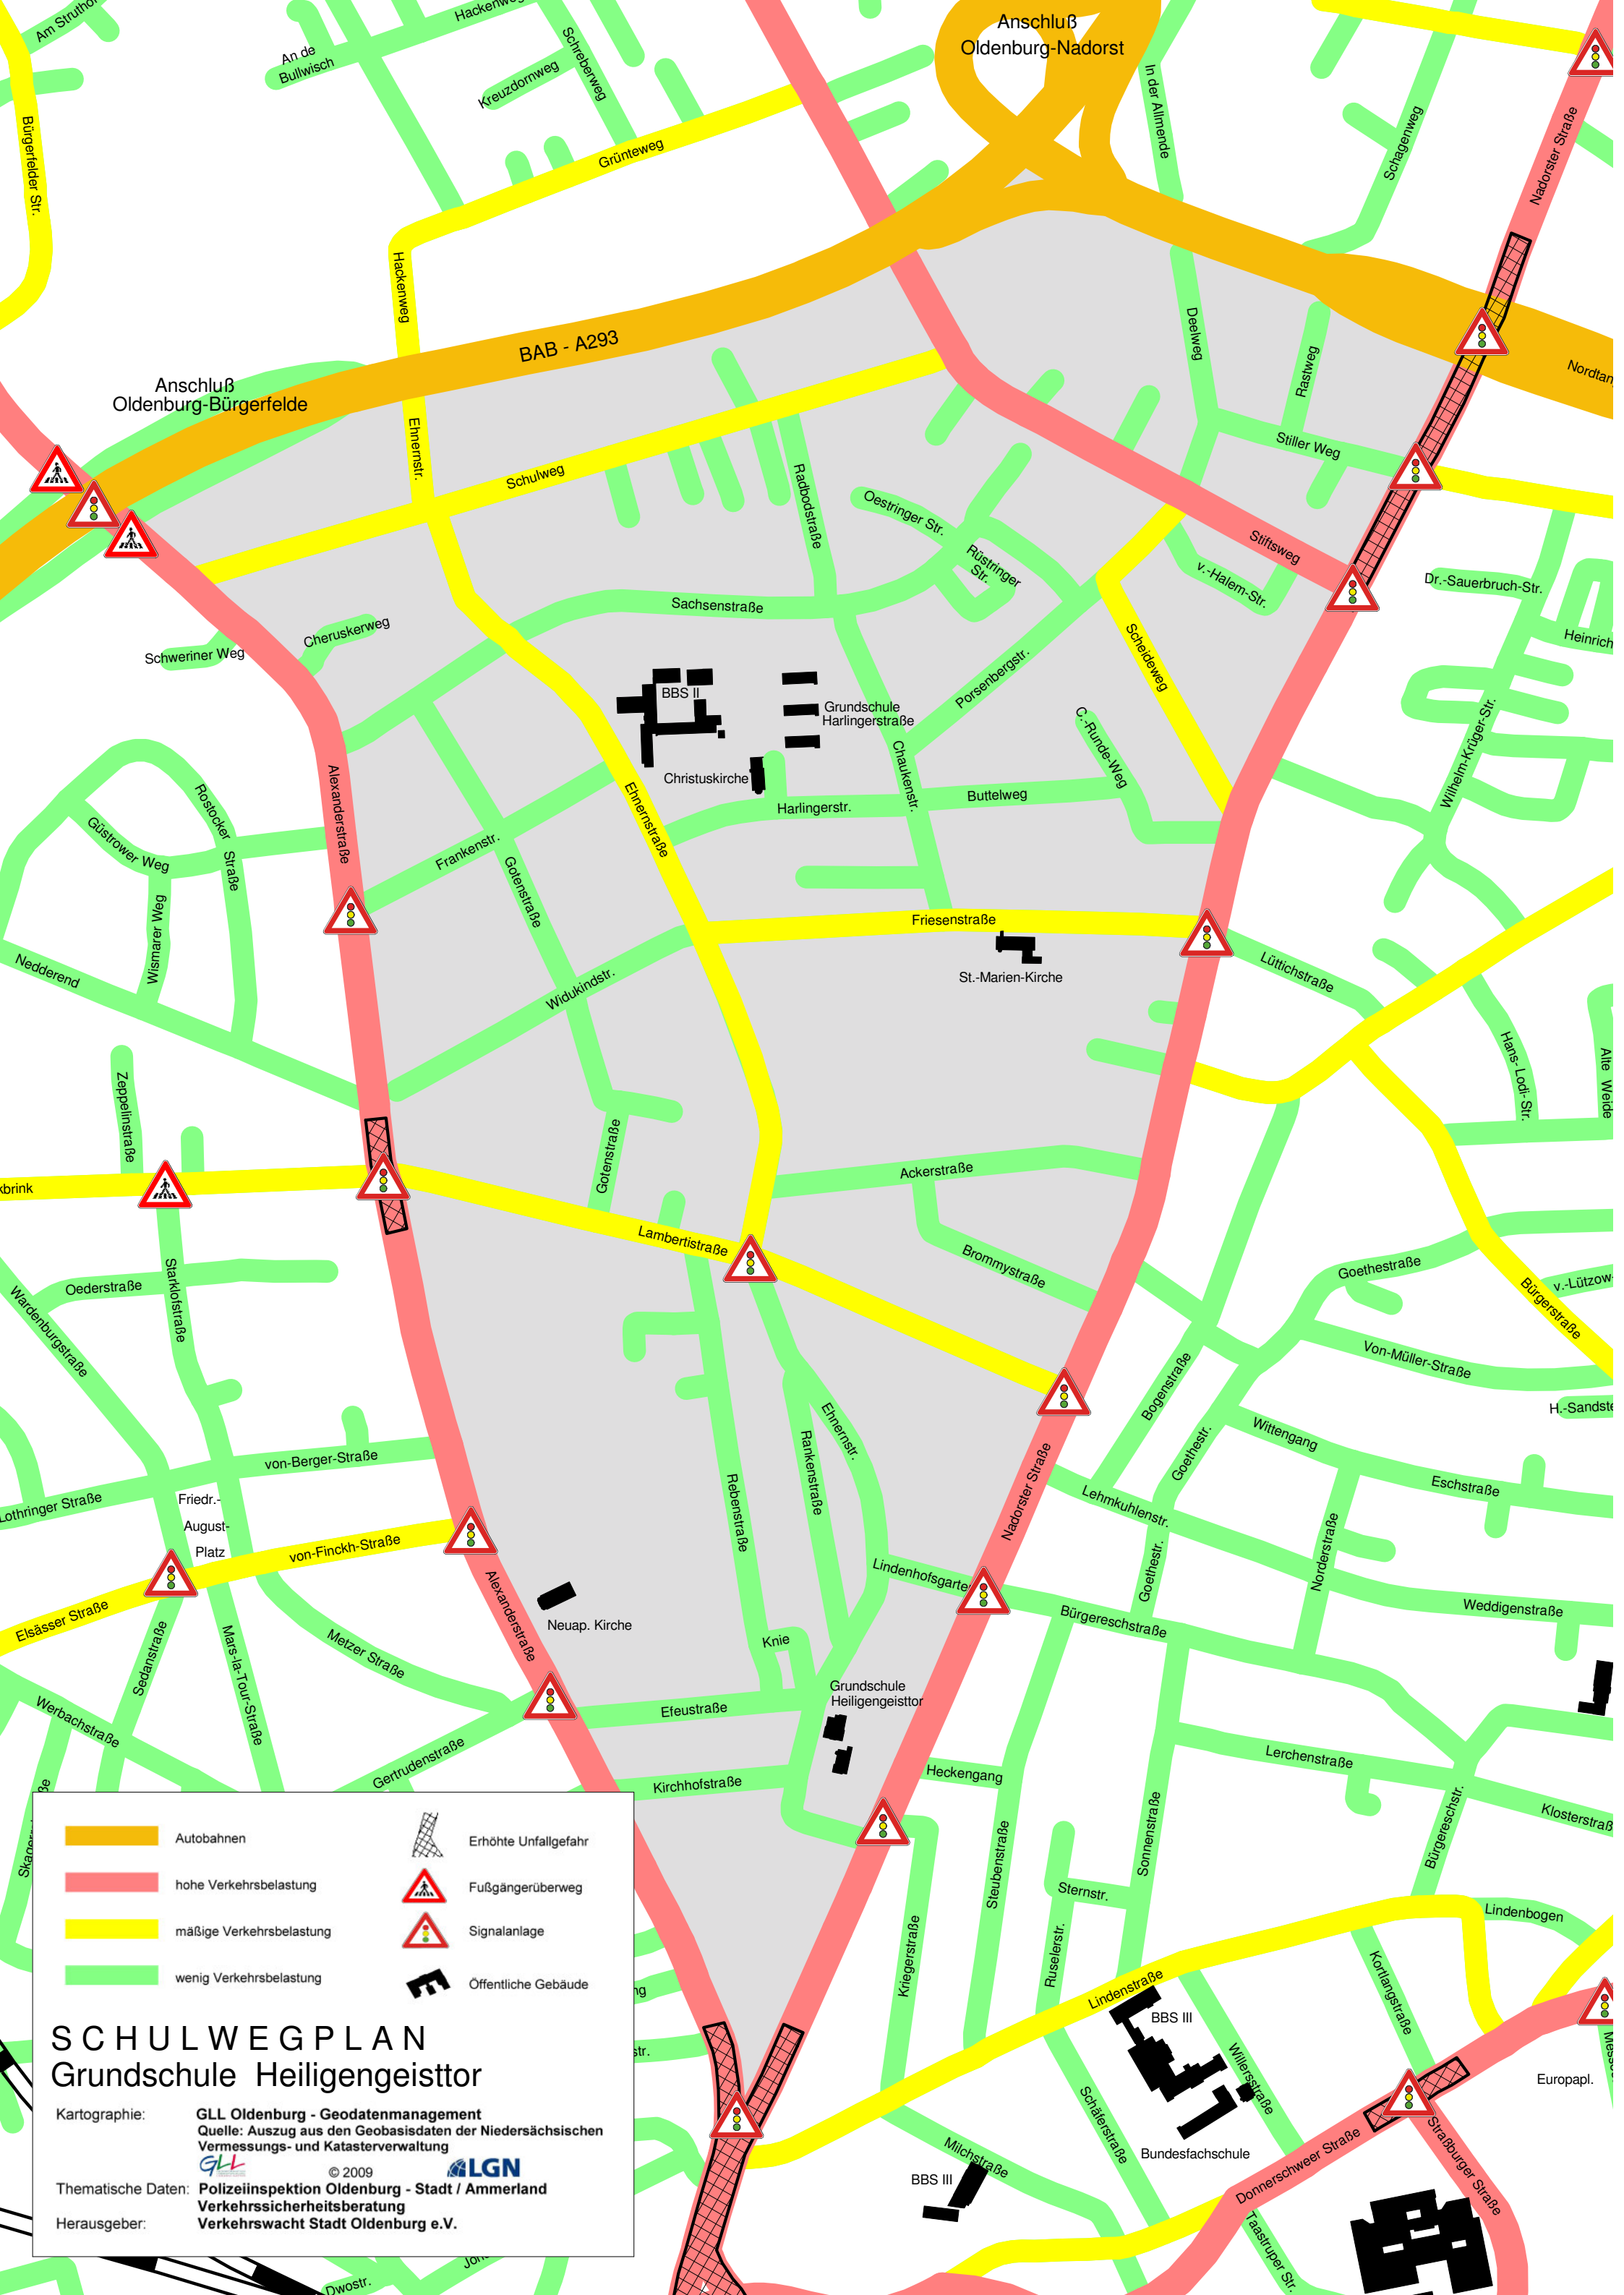 Am Struthof
Hackenweg
An de
Bullwisch
Schreberweg
Kreuzdornweg
Anschluß
Oldenburg-Nadorst
In der Allmende
Schagenweg
Nadorster Straße
Bürgerfelder Str.
Grünteweg
Hackenweg
BAB - A293
Anschluß
Oldenburg-Bürgerfelde
Deelweg
Rastweg
Nordtan
Ehnernstr.
Schulweg
Radbodstraße
Oestringer Str.
Rüstringer
Str.
Stiller Weg
Stiftsweg
v.-Halem-Str.
Dr.-Sauerbruch-Str.
Heinrich
Sachsenstraße
Cheruskerweg
Schweriner Weg
Porsenbergstr.
Scheideweg
BBS II
Grundschule
Harlingerstraße
Christuskirche
Chaukenstr.
C.-Runde-Weg
Wilhelm-Krüger-Str.
Harlingerstr.
Buttelweg
Alexanderstraße
Rostocker
Straße
Güstrower Weg
Wismarer Weg
Frankenstr.
Gotenstraße
Ehnernstraße
Friesenstraße
St.-Marien-Kirche
Nedderend
Widukindstr.
Lüttichstraße
Hans- Lodi- Str.
Alte Weide
Zeppelinstraße
Gotenstraße
Ackerstraße
kbrink
Lambertistraße
Brommystraße
Goethestraße
v.-Lützow-
Bürgerstraße
Oederstraße
Starklofstraße
Wardenburgstraße
Von-Müller-Straße
H.-Sandste
Bogenstraße
Goethestr.
Wittengang
Eschstraße
Ehnernstr.
Rankenstraße
Rebenstraße
Nadorster Straße
Lehmkuhlenstr.
von-Berger-Straße
Lothringer Straße
Friedr.-
August-
Platz
von-Finckh-Straße
Elsässer Straße
Alexanderstraße
Neuap. Kirche
Lindenhofsgarte
Goethestr.
Norderstraße
Bürgereschstraße
Weddigenstraße
Sedanstraße
Mars-la-Tour-Straße
Metzer Straße
Werbachstraße
Gertrudenstraße
Knie
Efeustraße
Grundschule
Heiligengeisttor
Kirchhofstraße
Heckengang
Lerchenstraße
Klosterstraß
Bürgereschstr.
Steubenstraße
Sonnenstraße
Sternstr.
Ruselerstr.
Kriegerstraße
Lindenbogen
Lindenstraße
Kortlangstraße
BBS III
Willersstraße
Schäferstraße
Milchstraße
BBS III
Bundesfachschule
Donnerschweer Straße
Straßburger Straße
Taastruper Str.
Europapl.
Skager
ße
ng
str.
Dwostr.
Autobahnen
hohe Verkehrsbelastung
mäßige Verkehrsbelastung
wenig Verkehrsbelastung
Erhöhte Unfallgefahr
Fußgängerüberweg
Signalanlage
Öffentliche Gebäude
SCHULWEGPLAN
Grundschule Heiligengeisttor
Kartographie: GLL Oldenburg - Geodatenmanagement
Quelle: Auszug aus den Geobasisdaten der Niedersächsischen
Vermessungs- und Katasterverwaltung
GLL © 2009 LGN
Thematische Daten: Polizeiinspektion Oldenburg - Stadt / Ammerland
Verkehrssicherheitsberatung
Herausgeber: Verkehrswacht Stadt Oldenburg e.V.